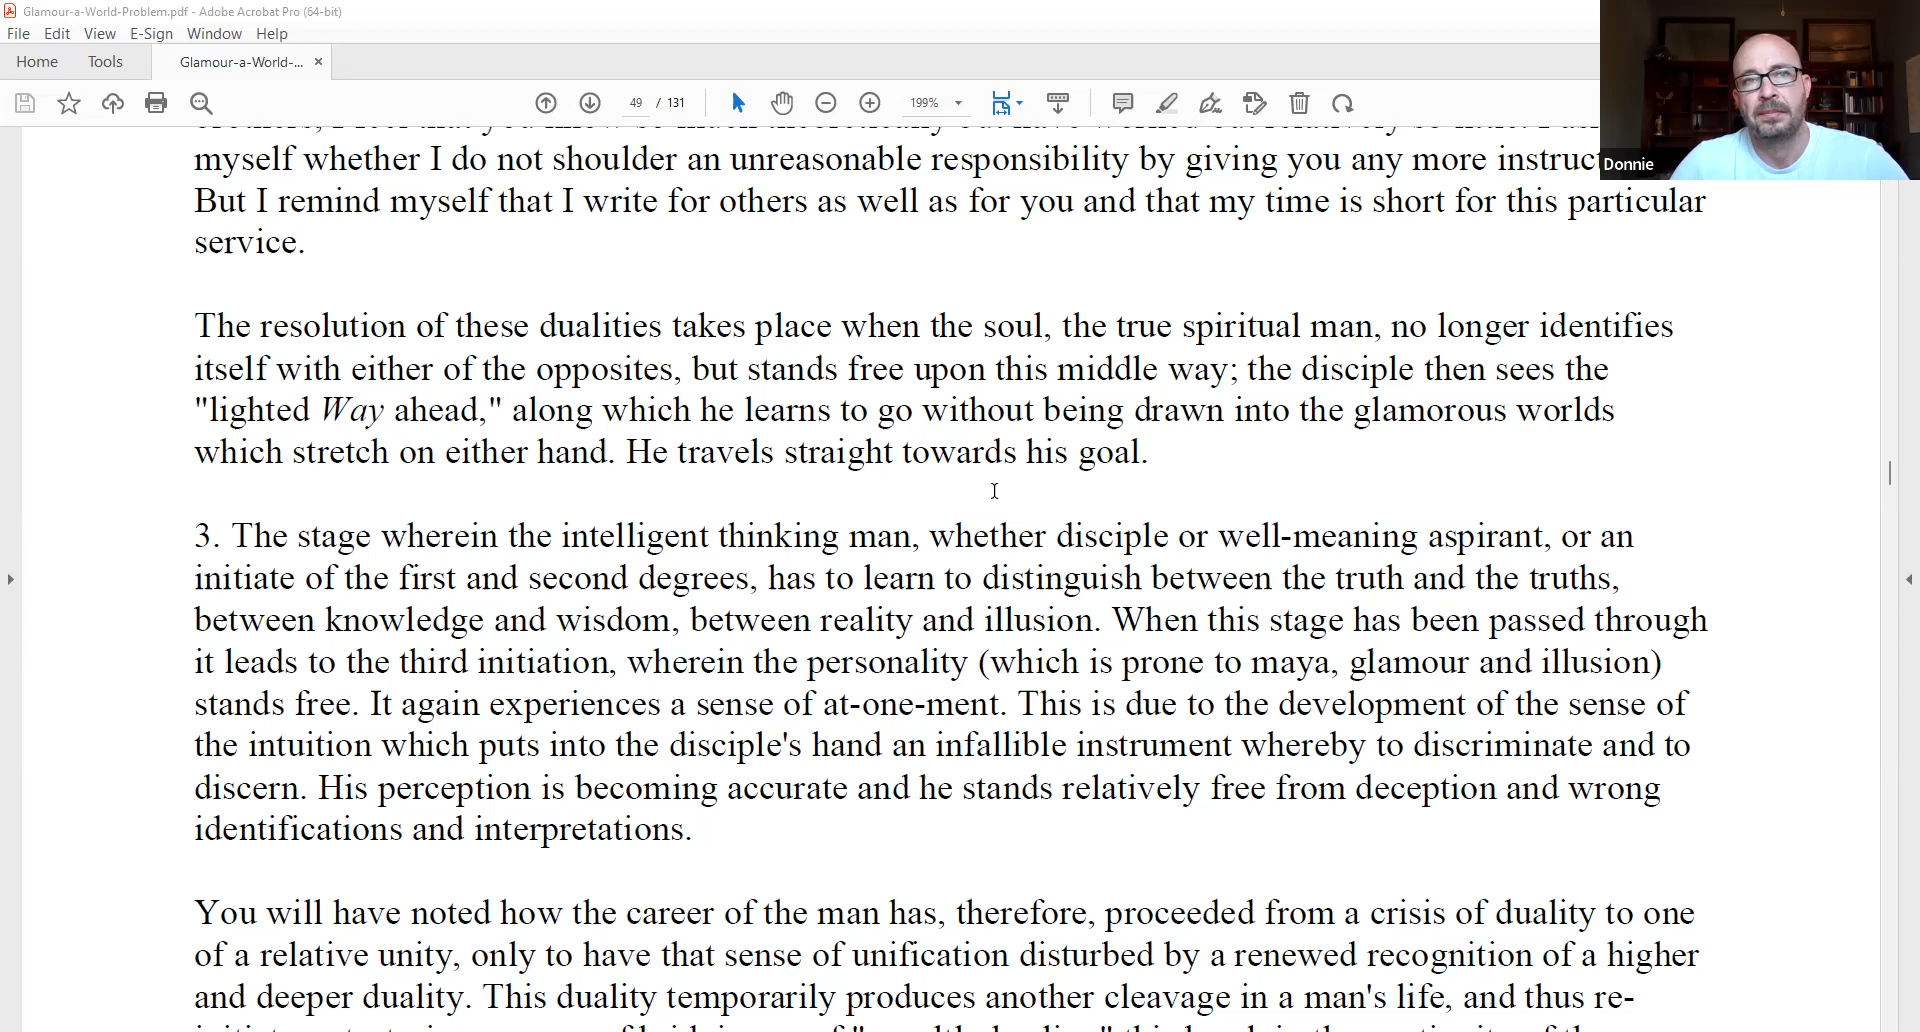 Glamour-a-World-Problem.pdf - Adobe Acrobat Pro (64-bit)
File Edit View E-Sign Window Help
Home Tools Glamour-a-World-... ×
49 / 131 199%
Donnie
myself whether I do not shoulder an unreasonable responsibility by giving you any more
But I remind myself that I write for others as well as for you and that my time is short for this particular
service.
The resolution of these dualities takes place when the soul, the true spiritual man, no longer identifies
itself with either of the opposites, but stands free upon this middle way; the disciple then sees the
"lighted Way ahead," along which he learns to go without being drawn into the glamorous worlds
which stretch on either hand. He travels straight towards his goal.
3. The stage wherein the intelligent thinking man, whether disciple or well-meaning aspirant, or an
initiate of the first and second degrees, has to learn to distinguish between the truth and the truths,
between knowledge and wisdom, between reality and illusion. When this stage has been passed through
it leads to the third initiation, wherein the personality (which is prone to maya, glamour and illusion)
stands free. It again experiences a sense of at-one-ment. This is due to the development of the sense of
the intuition which puts into the disciple's hand an infallible instrument whereby to discriminate and to
discern. His perception is becoming accurate and he stands relatively free from deception and wrong
identifications and interpretations.
You will have noted how the career of the man has, therefore, proceeded from a crisis of duality to one
of a relative unity, only to have that sense of unification disturbed by a renewed recognition of a higher
and deeper duality. This duality temporarily produces another cleavage in a man's life, and thus re-